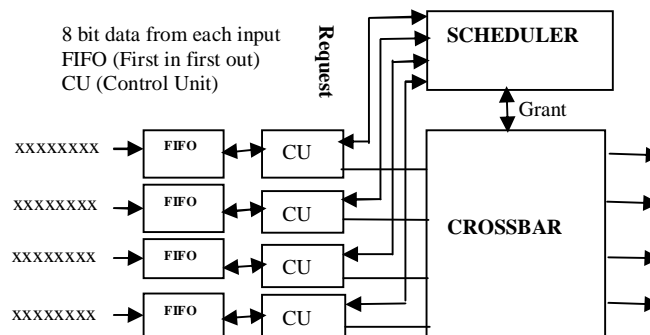 8 bit data from each input
FIFO (First in first out)
CU (Control Unit)
Request
SCHEDULER
Grant
xxxxxxxx FIFO CU
xxxxxxxx FIFO CU
CROSSBAR
xxxxxxxx FIFO CU
xxxxxxxx FIFO CU